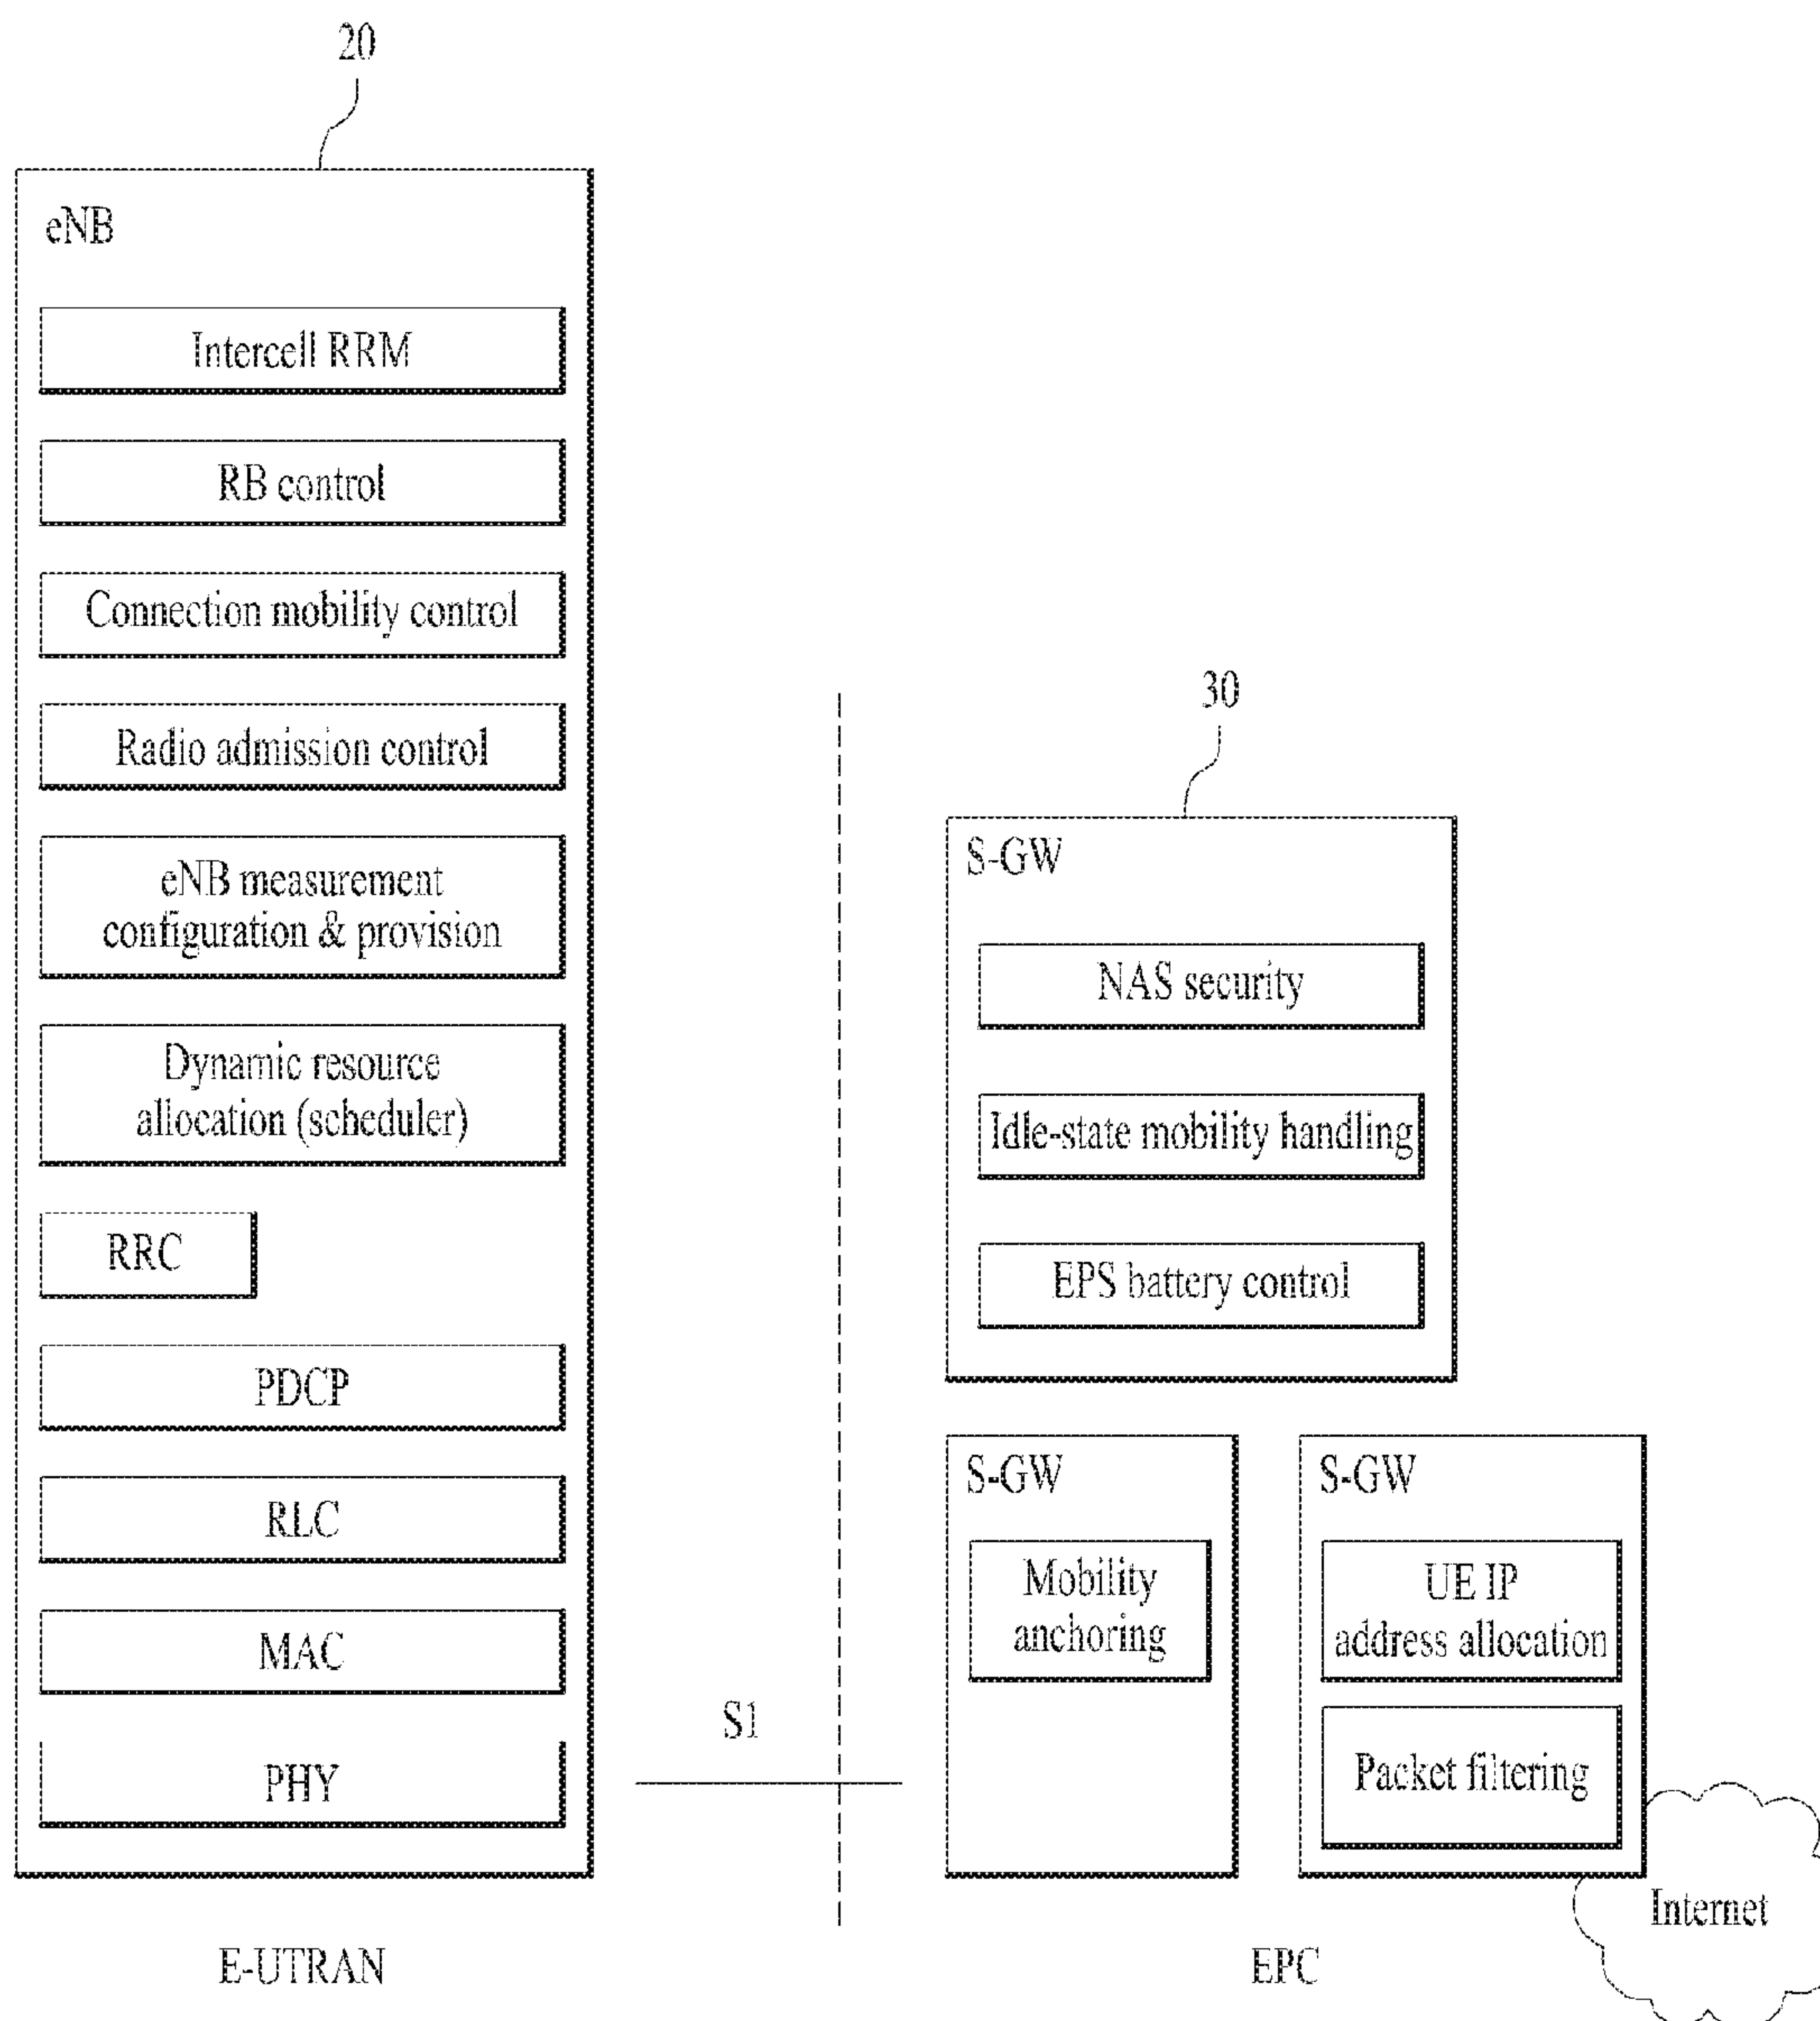 20
eNB
Intercell RRM
RB control
Connection mobility control
Radio admission control
eNB measurement
configuration & provision
Dynamic resource
allocation (scheduler)
RRC
PDCP
RLC
MAC
PHY
E-UTRAN
S1
30
S-GW
NAS security
Idle-state mobility handling
EPS battery control
S-GW
Mobility
anchoring
S-GW
UE IP
address allocation
Packet filtering
Internet
EPC